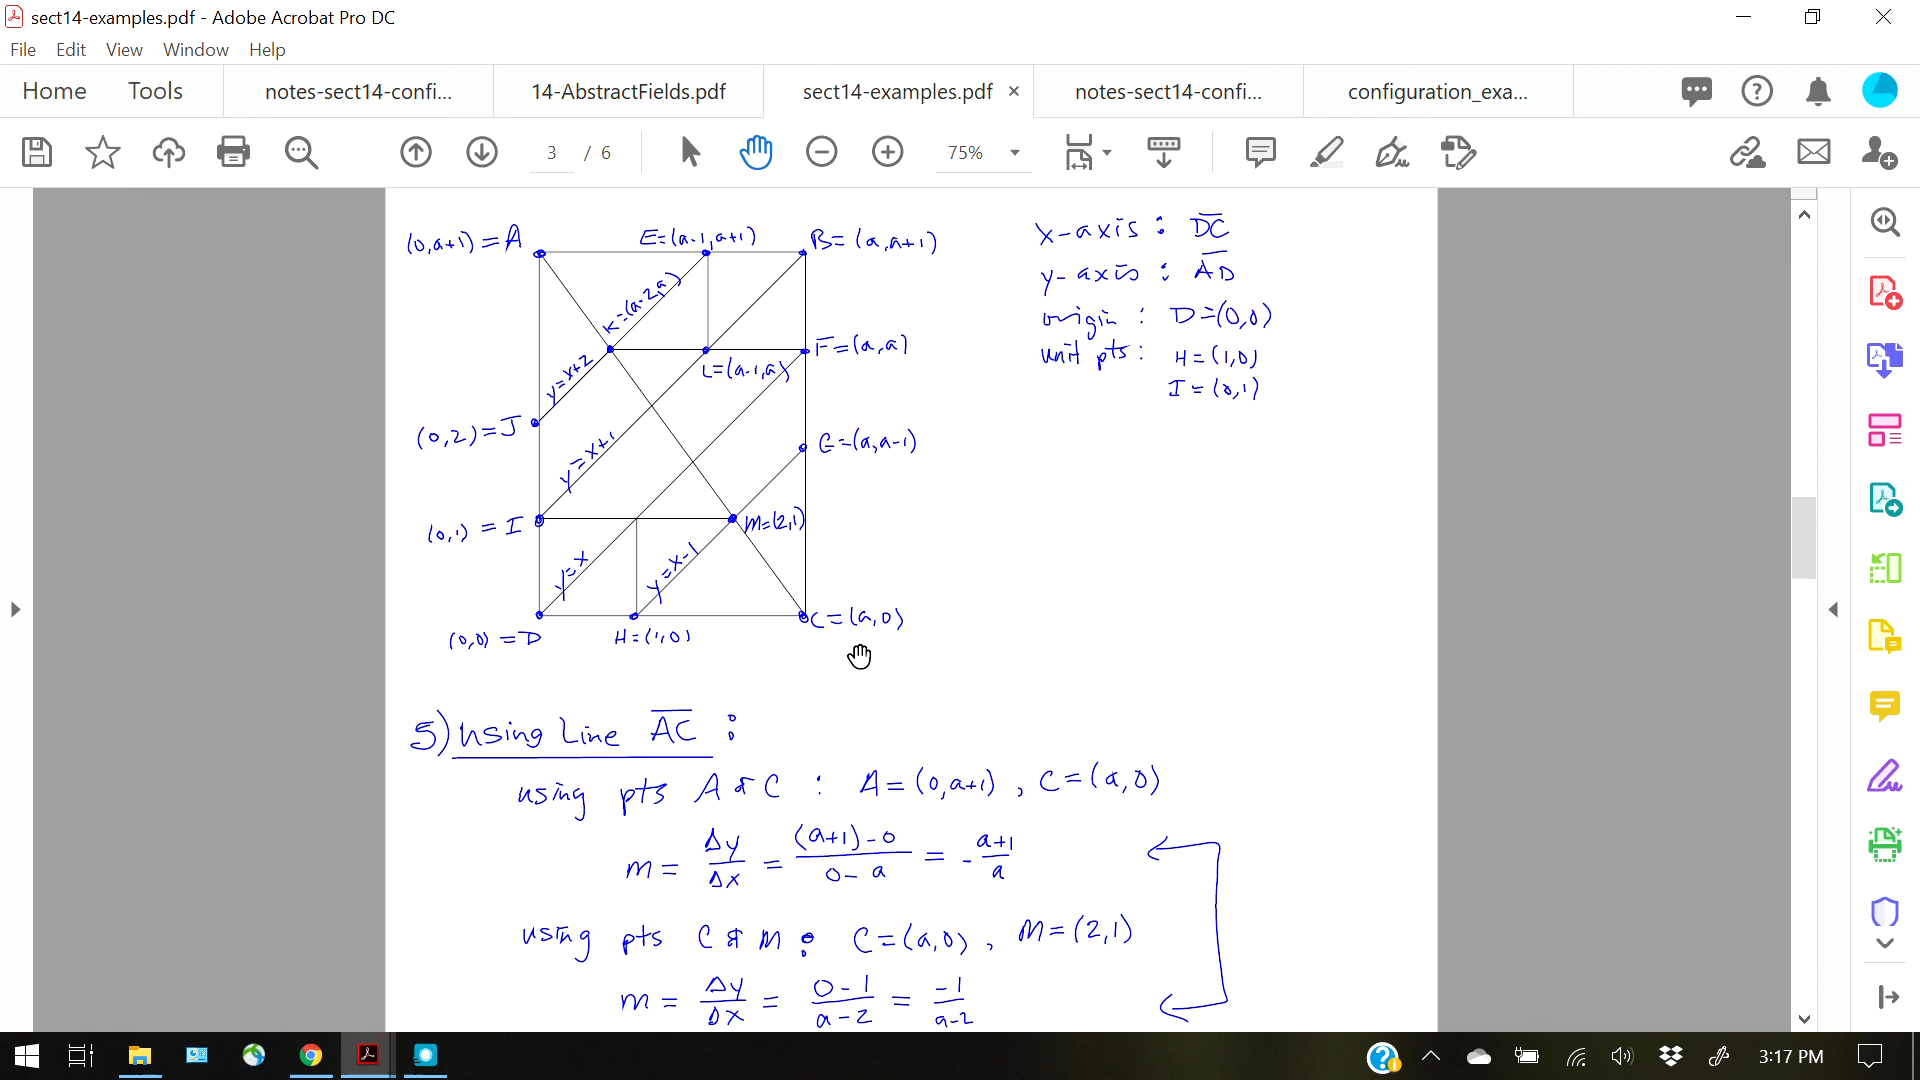 sect14-examples.pdf - Adobe Acrobat Pro DC
File Edit View Window Help
Home Tools notes-sect14-confi... 14-AbstractFields.pdf sect14-examples.pdf × notes-sect14-confi... configuration_exa...
3 / 6 75%
(0,a+1) = A E=(a-1,a+1) B=(a,a+1)
K=(a-2,a)
F=(a,a)
L=(a-1,a)
y=x+2
(0,2)=J
G=(a,a-1)
y=x+1
(0,1) = I M=(2,1)
y=x y=x-1
C=(a,0)
(0,0) =D H=(1,0)
x-axis : DC
y-axis : AD
origin : D=(0,0)
unit pts: H=(1,0)
I=(0,1)
5) Using Line AC :
using pts A & C : A=(0,a+1), C=(a,0)
m = Δy/Δx = (a+1)-0/0-a = -a+1/a
using pts C & M : C=(a,0), M=(2,1)
m = Δy/Δx = 0-1/a-2 = -1/a-2
3:17 PM